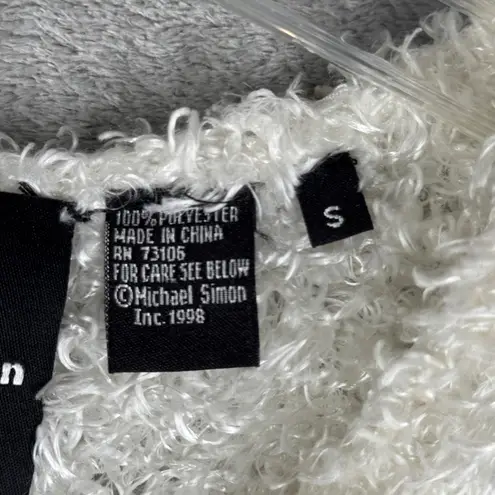 100% POLYESTER
MADE IN CHINA
RN 73106
FOR CARE SEE BELOW
©Michael Simon
Inc. 1998
S
n